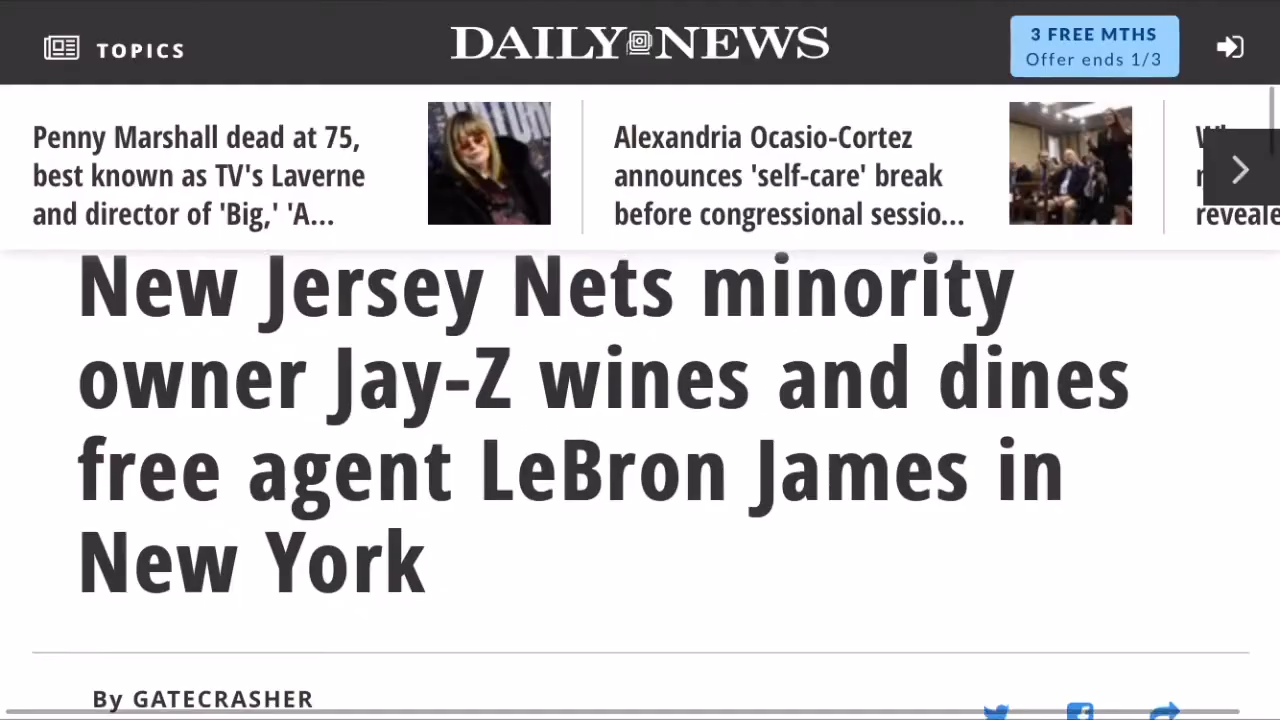 TOPICS
DAILY NEWS
3 FREE MTHS
Offer ends 1/3
Penny Marshall dead at 75,
best known as TV's Laverne
and director of 'Big,' 'A...
Alexandria Ocasio-Cortez
announces 'self-care' break
before congressional sessio...
New Jersey Nets minority
owner Jay-Z wines and dines
free agent LeBron James in
New York
By GATECRASHER